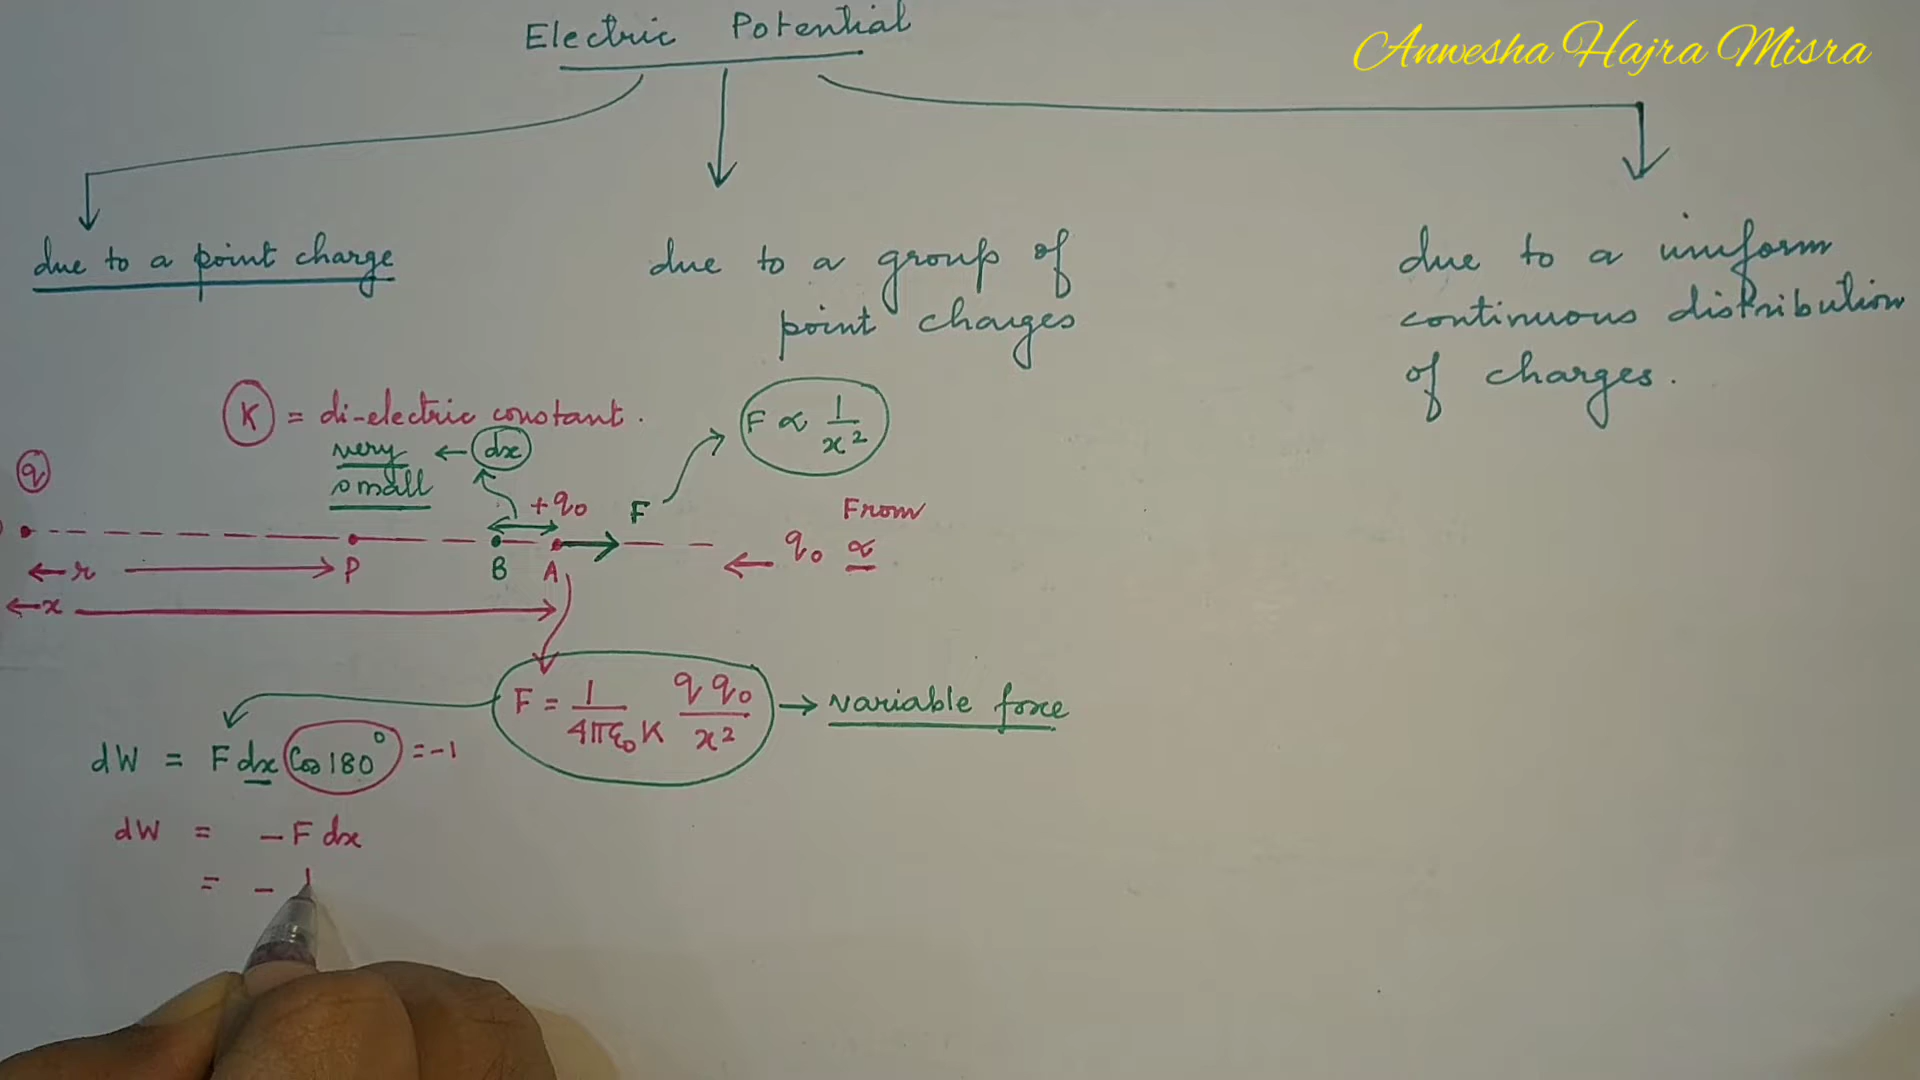 Electric Potential
Anwesha Hajra Misra
due to a point charge
due to a group of
point charges
due to a uniform
continuous distribution
of charges.
K = di-electric constant.
very ← dx
small
F ∝ 1/x²
q
+q₀
F
From
q₀ ∝
← r → P
B A
← x →
F = 1/4πε₀K qq₀/x² → variable force
dW = F dx Cos 180° = -1
dW = - F dx
= - 1